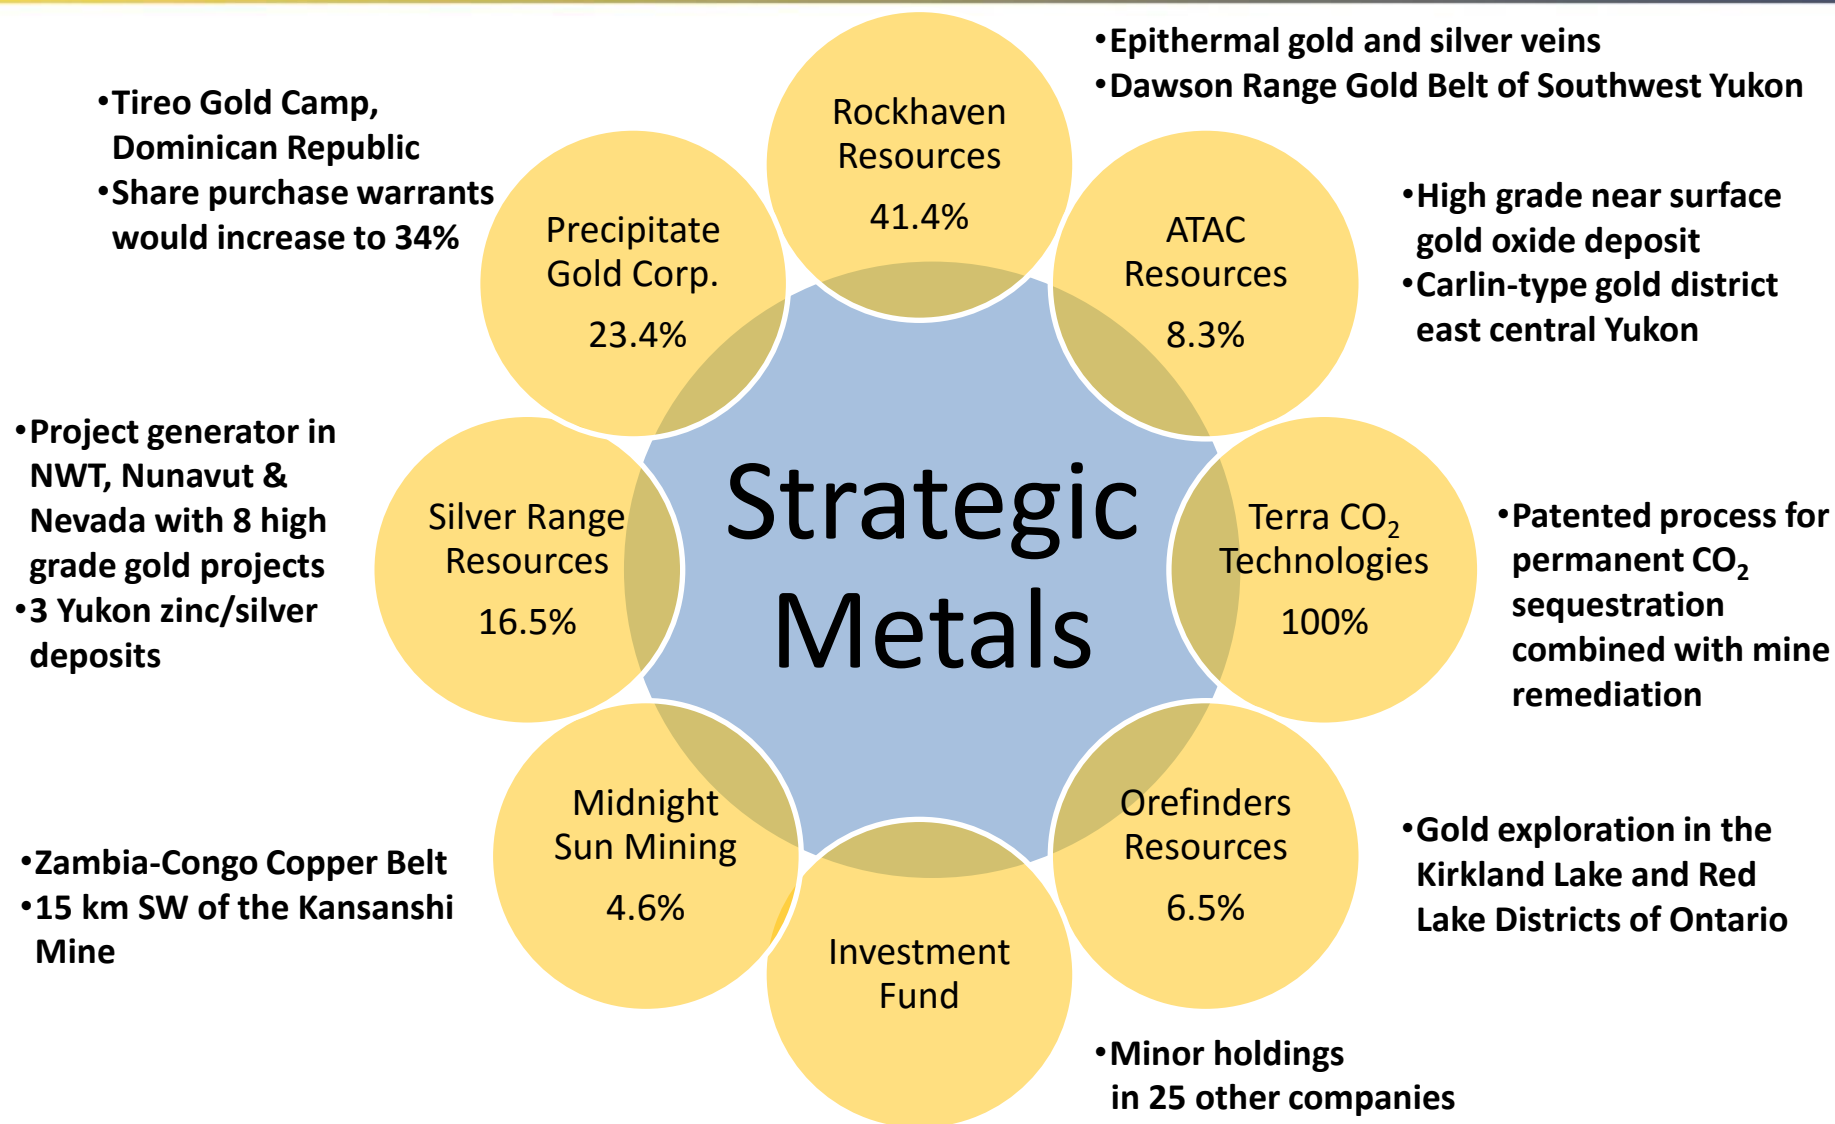 •Epithermal gold and silver veins
•Dawson Range Gold Belt of Southwest Yukon
Rockhaven
Resources
41.4%
•Tireo Gold Camp,
Dominican Republic
•Share purchase warrants
would increase to 34%
Precipitate
Gold Corp.
23.4%
ATAC
Resources
8.3%
•High grade near surface
gold oxide deposit
•Carlin-type gold district
east central Yukon
•Project generator in
NWT, Nunavut &
Nevada with 8 high
grade gold projects
•3 Yukon zinc/silver
deposits
Silver Range
Resources
16.5%
Strategic
Metals
Terra CO₂
Technologies
100%
•Patented process for
permanent CO₂
sequestration
combined with mine
remediation
•Zambia-Congo Copper Belt
•15 km SW of the Kansanshi
Mine
Midnight
Sun Mining
4.6%
Orefinders
Resources
6.5%
•Gold exploration in the
Kirkland Lake and Red
Lake Districts of Ontario
Investment
Fund
•Minor holdings
in 25 other companies